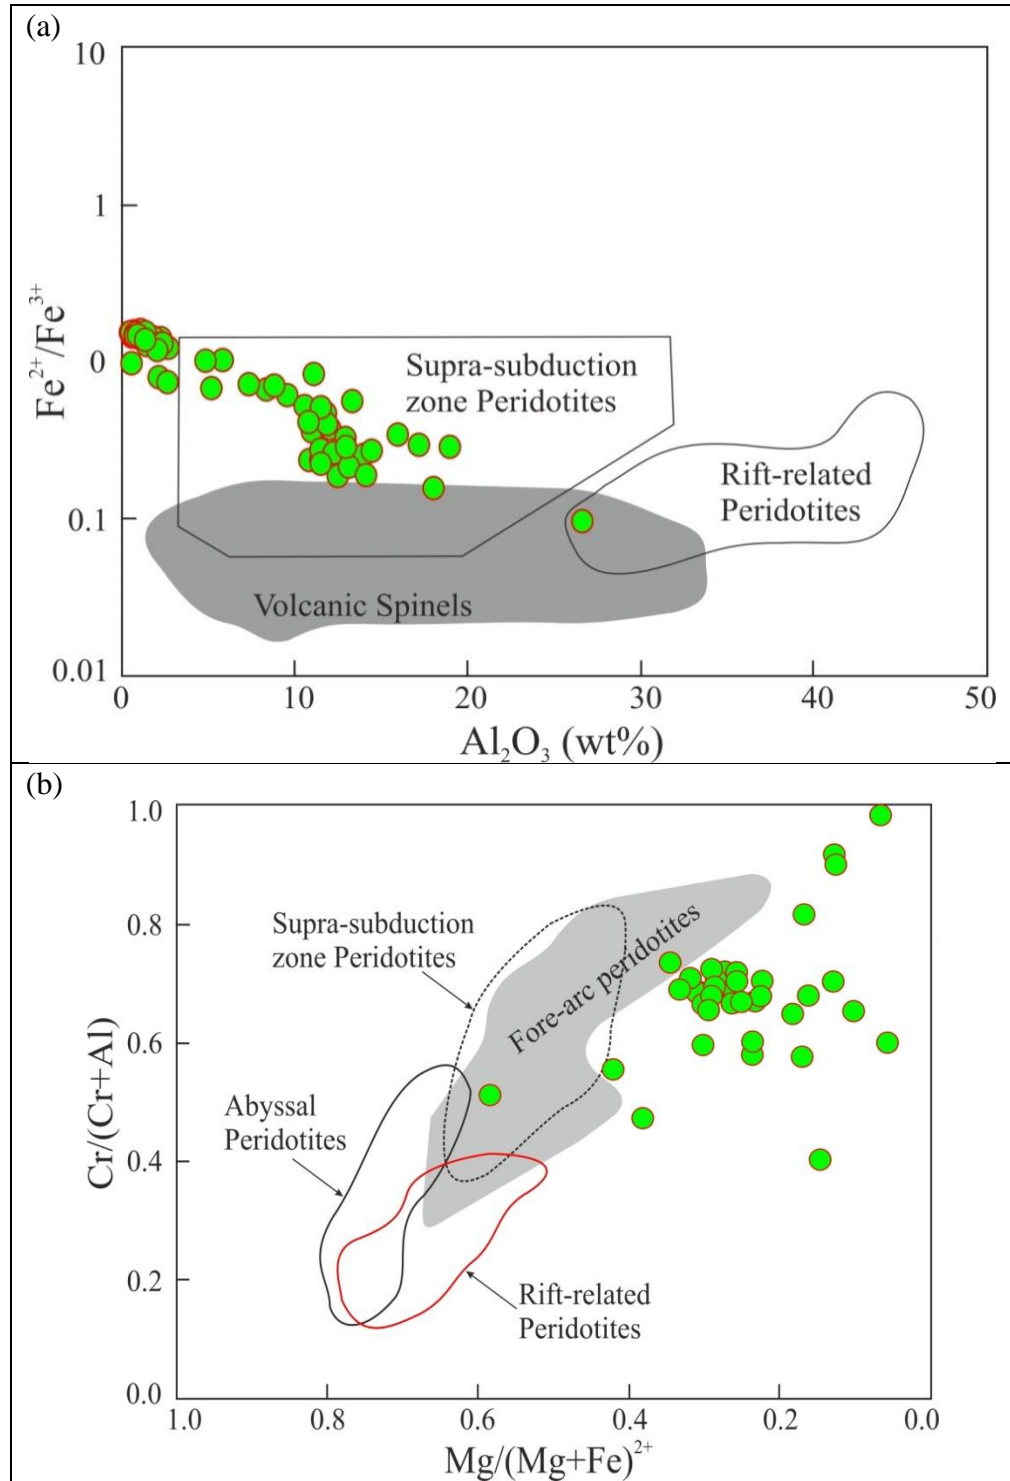 (a)
10
1
0
0.1
0.01
Fe²⁺/Fe³⁺
Supra-subduction
zone Peridotites
Rift-related
Peridotites
Volcanic Spinels
0
10
20
30
40
50
Al₂O₃ (wt%)
(b)
1.0
0.8
0.6
0.4
0.2
0.0
Cr/(Cr+Al)
Supra-subduction
zone Peridotites
Fore-arc peridotites
Abyssal
Peridotites
Rift-related
Peridotites
1.0
0.8
0.6
0.4
0.2
0.0
Mg/(Mg+Fe)²⁺